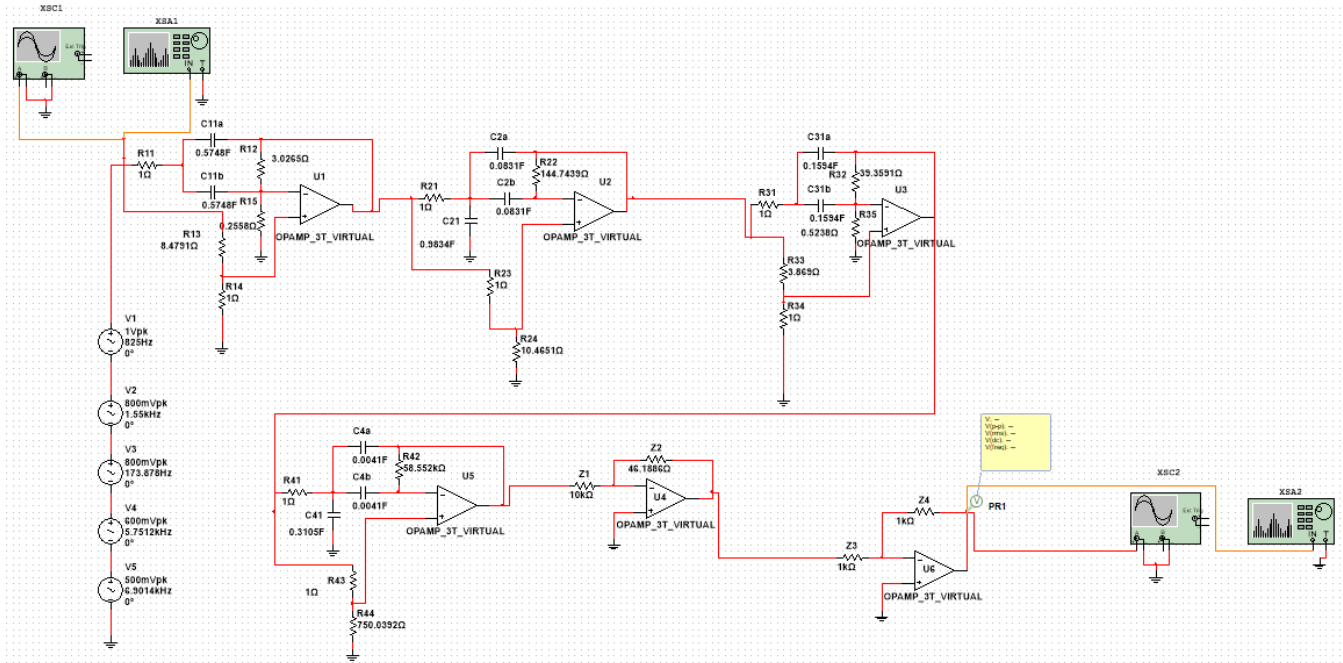 XSC1
XSA1
Ext Trig
A
B
IN
T
C11a
0.5748F
R11
1Ω
R12
3.0265Ω
C11b
0.5748F
R15
0.2558Ω
U1
OPAMP_3T_VIRTUAL
R13
8.4791Ω
R14
1Ω
C2a
0.0831F
R22
144.7439Ω
R21
1Ω
C2b
0.0831F
U2
C21
0.9834F
OPAMP_3T_VIRTUAL
R23
1Ω
R24
10.4651Ω
C31a
0.1594F
R32
39.3591Ω
R31
1Ω
C31b
0.1594F
U3
R35
0.5238Ω
OPAMP_3T_VIRTUAL
R33
3.869Ω
R34
1Ω
V1
1Vpk
825Hz
0°
V2
800mVpk
1.55kHz
0°
V3
800mVpk
173.878Hz
0°
V4
600mVpk
5.7512kHz
0°
V5
500mVpk
6.9014kHz
0°
C4a
0.0041F
R42
58.552kΩ
R41
1Ω
C4b
0.0041F
U5
C41
0.3105F
OPAMP_3T_VIRTUAL
R43
1Ω
R44
750.0392Ω
Z1
10kΩ
Z2
46.1886Ω
U4
OPAMP_3T_VIRTUAL
Z3
1kΩ
Z4
1kΩ
U6
OPAMP_3T_VIRTUAL
V: --
V(p-p): --
V(rms): --
V(dc): --
V(freq): --
V
PR1
XSC2
Ext Trig
A
B
XSA2
IN
T